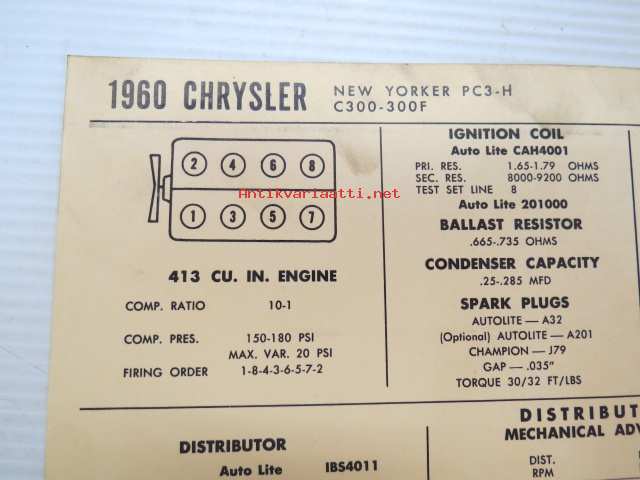 1960 CHRYSLER
NEW YORKER PC3-H
C300-300F
2 4 6 8
1 3 5 7
Antikvariaatti.net
413 CU. IN. ENGINE
COMP. RATIO 10-1
COMP. PRES. 150-180 PSI
MAX. VAR. 20 PSI
FIRING ORDER 1-8-4-3-6-5-7-2
IGNITION COIL
Auto Lite CAH4001
PRI. RES. 1.65-1.79 OHMS
SEC. RES. 8000-9200 OHMS
TEST SET LINE 8
Auto Lite 201000
BALLAST RESISTOR
.665-.735 OHMS
CONDENSER CAPACITY
.25-.285 MFD
SPARK PLUGS
AUTOLITE — A32
(Optional) AUTOLITE — A201
CHAMPION — J79
GAP — .035"
TORQUE 30/32 FT/LBS
DISTRIBUTOR
Auto Lite IBS4011
DISTRIBUT
MECHANICAL ADV
DIST.
RPM